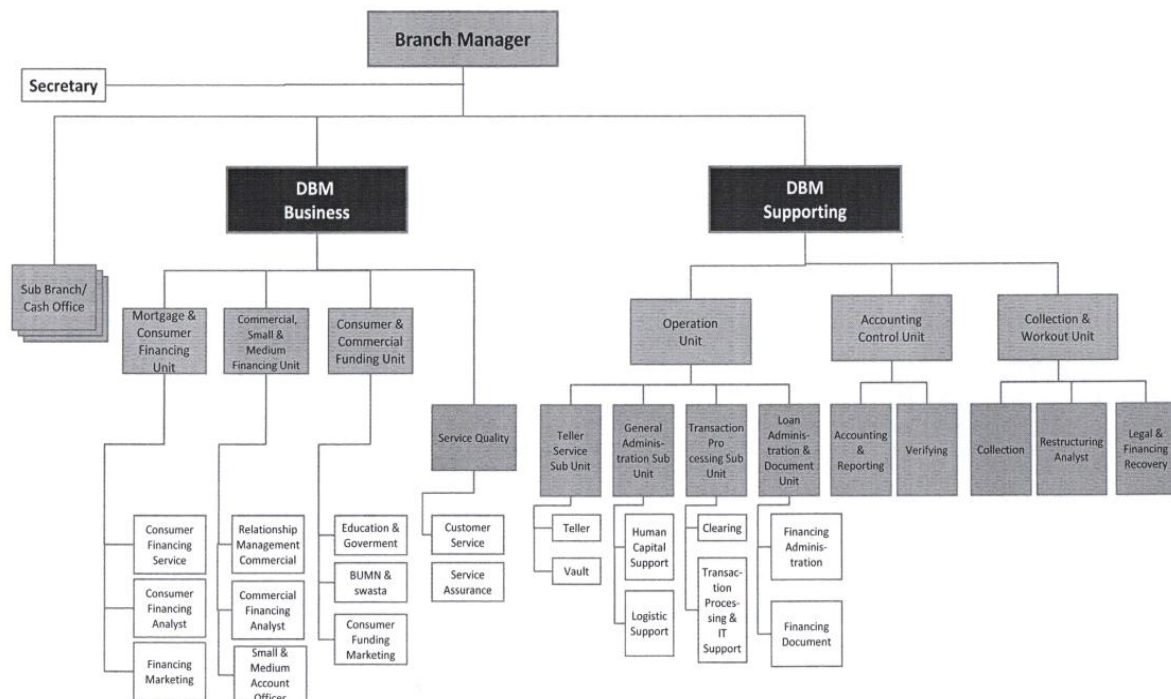 Branch Manager
Secretary
DBM
Business
DBM
Supporting
Sub Branch/
Cash Office
Mortgage &
Consumer
Financing
Unit
Commercial,
Small &
Medium
Financing Unit
Consumer &
Commercial
Funding Unit
Operation
Unit
Accounting
Control Unit
Collection &
Workout Unit
Service Quality
Teller
Service
Sub Unit
General
Adminis-
tration Sub
Unit
Transaction
Pro
cessing Sub
Unit
Loan
Adminis-
tration &
Document
Unit
Accounting
&
Reporting
Verifying
Collection
Restructuring
Analyst
Legal &
Financing
Recovery
Consumer
Financing
Service
Consumer
Financing
Analyst
Financing
Marketing
Relationship
Management
Commercial
Commercial
Financing
Analyst
Small &
Medium
Account
Officer
Education &
Goverment
BUMN &
swasta
Consumer
Funding
Marketing
Customer
Service
Service
Assurance
Teller
Vault
Human
Capital
Support
Logistic
Support
Clearing
Transac-
tion
Proces-
sing &
IT
Support
Financing
Adminis-
tration
Financing
Document